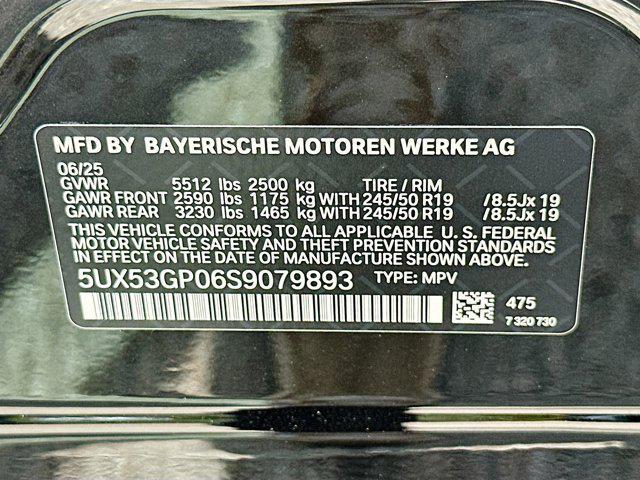 MFD BY BAYERISCHE MOTOREN WERKE AG
06/25
GVWR 5512 lbs 2500 kg TIRE / RIM
GAWR FRONT 2590 lbs 1175 kg WITH 245/50 R19 /8.5Jx 19
GAWR REAR 3230 lbs 1465 kg WITH 245/50 R19 /8.5Jx 19
THIS VEHICLE CONFORMS TO ALL APPLICABLE U. S. FEDERAL
MOTOR VEHICLE SAFETY AND THEFT PREVENTION STANDARDS
IN EFFECT ON THE DATE OF MANUFACTURE SHOWN ABOVE.
5UX53GP06S9079893 TYPE: MPV
475
7 320 730